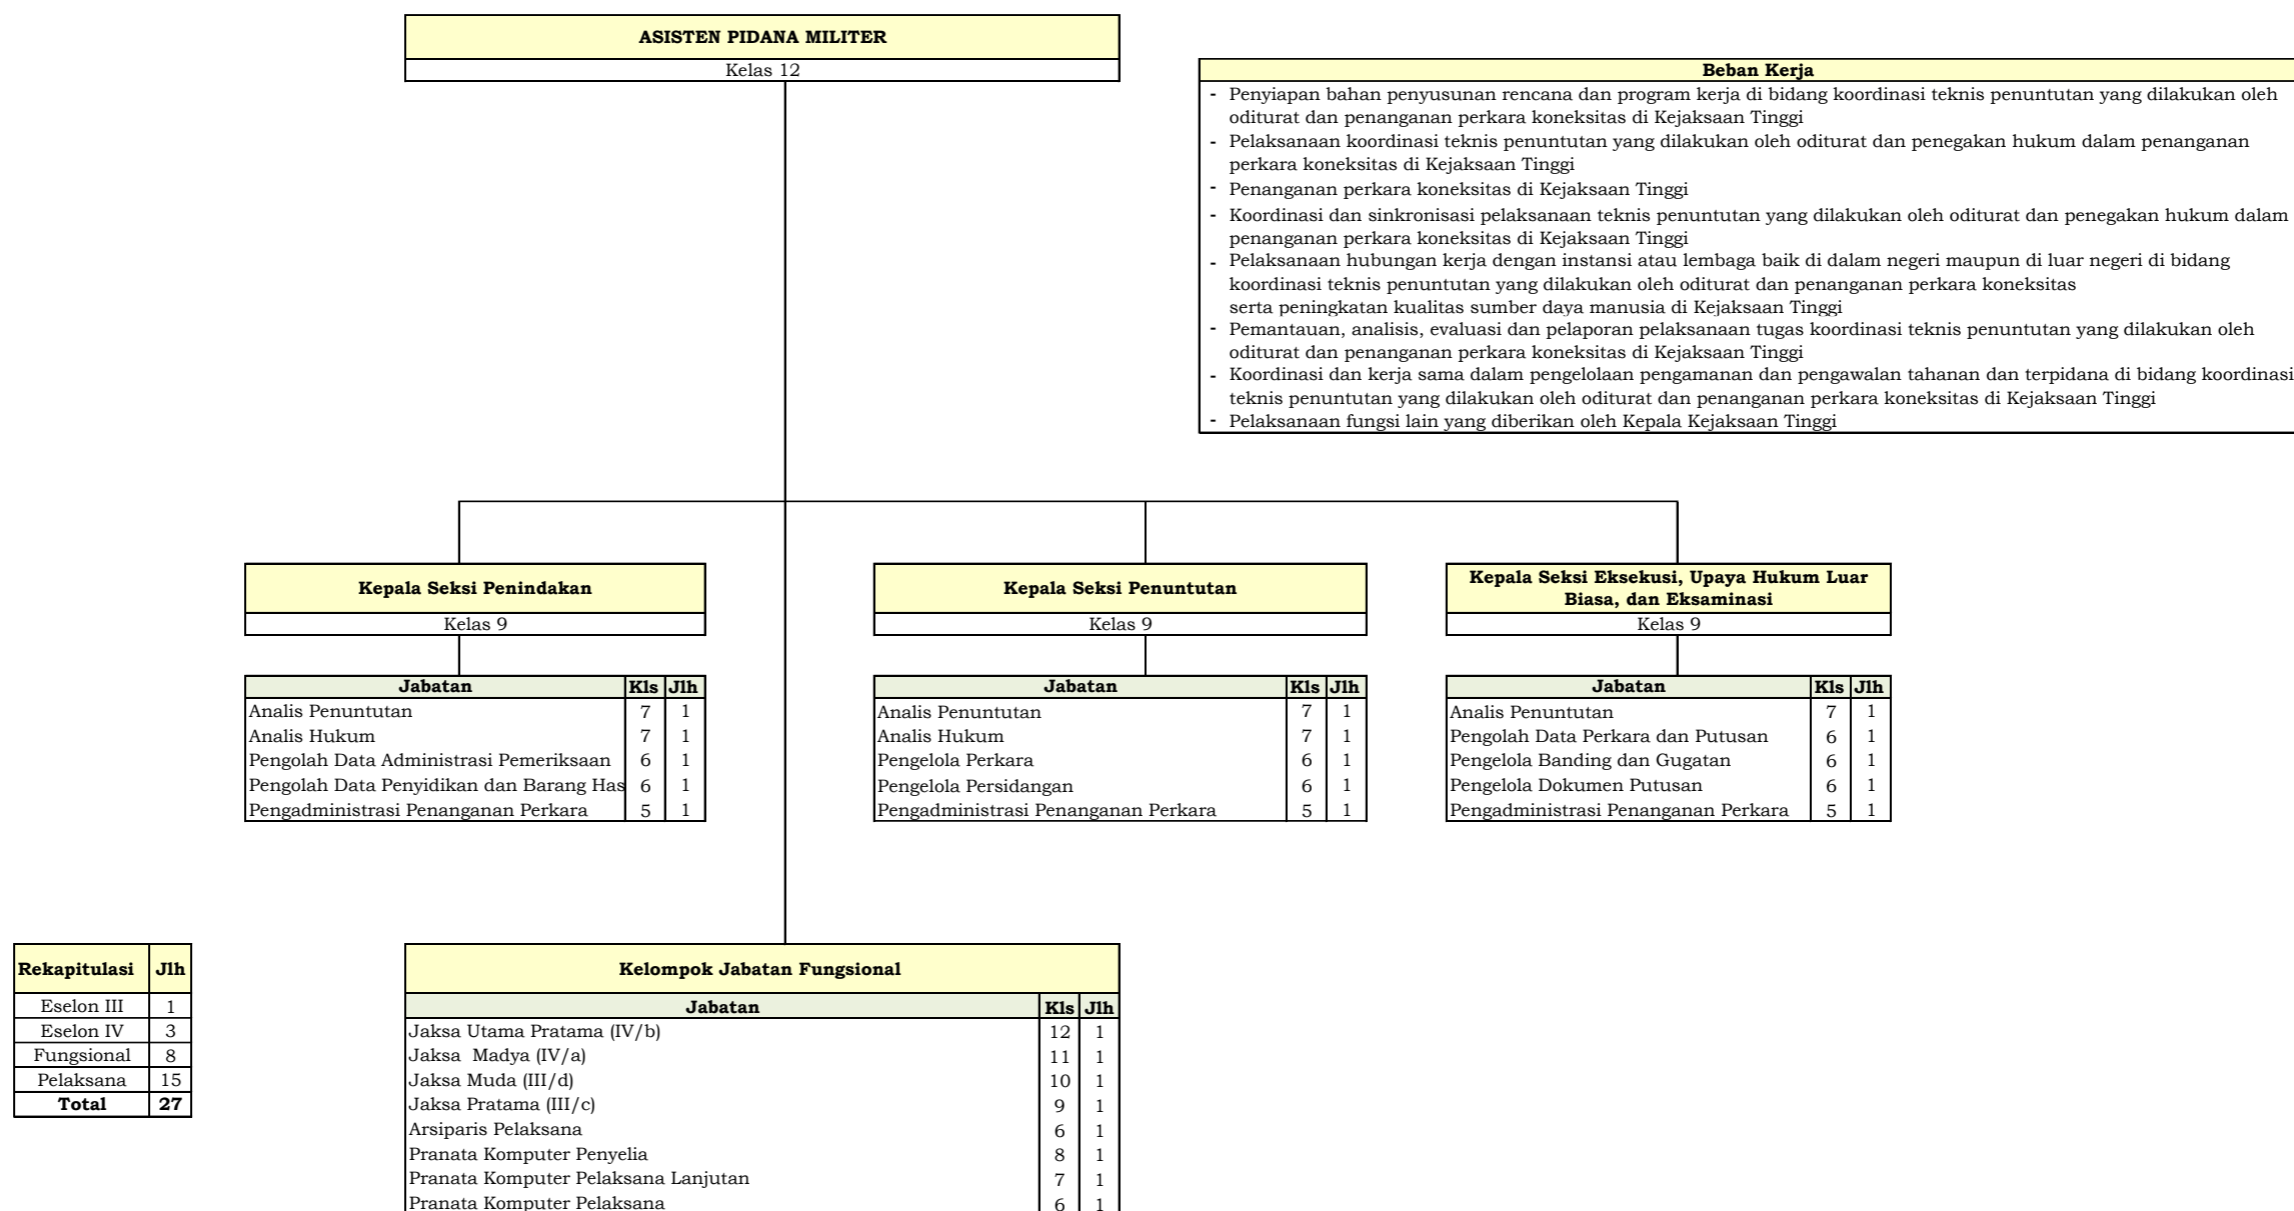 ASISTEN PIDANA MILITER
Kelas 12
Beban Kerja
- Penyiapan bahan penyusunan rencana dan program kerja di bidang koordinasi teknis penuntutan yang dilakukan oleh
oditurat dan penanganan perkara koneksitas di Kejaksaan Tinggi
- Pelaksanaan koordinasi teknis penuntutan yang dilakukan oleh oditurat dan penegakan hukum dalam penanganan
perkara koneksitas di Kejaksaan Tinggi
- Penanganan perkara koneksitas di Kejaksaan Tinggi
- Koordinasi dan sinkronisasi pelaksanaan teknis penuntutan yang dilakukan oleh oditurat dan penegakan hukum dalam
penanganan perkara koneksitas di Kejaksaan Tinggi
- Pelaksanaan hubungan kerja dengan instansi atau lembaga baik di dalam negeri maupun di luar negeri di bidang
koordinasi teknis penuntutan yang dilakukan oleh oditurat dan penanganan perkara koneksitas
serta peningkatan kualitas sumber daya manusia di Kejaksaan Tinggi
- Pemantauan, analisis, evaluasi dan pelaporan pelaksanaan tugas koordinasi teknis penuntutan yang dilakukan oleh
oditurat dan penanganan perkara koneksitas di Kejaksaan Tinggi
- Koordinasi dan kerja sama dalam pengelolaan pengamanan dan pengawalan tahanan dan terpidana di bidang koordinasi
teknis penuntutan yang dilakukan oleh oditurat dan penanganan perkara koneksitas di Kejaksaan Tinggi
- Pelaksanaan fungsi lain yang diberikan oleh Kepala Kejaksaan Tinggi
Kepala Seksi Penindakan
Kelas 9
Jabatan Kls Jlh
Analis Penuntutan 7 1
Analis Hukum 7 1
Pengolah Data Administrasi Pemeriksaan 6 1
Pengolah Data Penyidikan dan Barang Has 6 1
Pengadministrasi Penanganan Perkara 5 1
Kepala Seksi Penuntutan
Kelas 9
Jabatan Kls Jlh
Analis Penuntutan 7 1
Analis Hukum 7 1
Pengelola Perkara 6 1
Pengelola Persidangan 6 1
Pengadministrasi Penanganan Perkara 5 1
Kepala Seksi Eksekusi, Upaya Hukum Luar
Biasa, dan Eksaminasi
Kelas 9
Jabatan Kls Jlh
Analis Penuntutan 7 1
Pengolah Data Perkara dan Putusan 6 1
Pengelola Banding dan Gugatan 6 1
Pengelola Dokumen Putusan 6 1
Pengadministrasi Penanganan Perkara 5 1
Rekapitulasi Jlh
Eselon III 1
Eselon IV 3
Fungsional 8
Pelaksana 15
Total 27
Kelompok Jabatan Fungsional
Jabatan Kls Jlh
Jaksa Utama Pratama (IV/b) 12 1
Jaksa  Madya (IV/a) 11 1
Jaksa Muda (III/d) 10 1
Jaksa Pratama (III/c) 9 1
Arsiparis Pelaksana 6 1
Pranata Komputer Penyelia 8 1
Pranata Komputer Pelaksana Lanjutan 7 1
Pranata Komputer Pelaksana 6 1